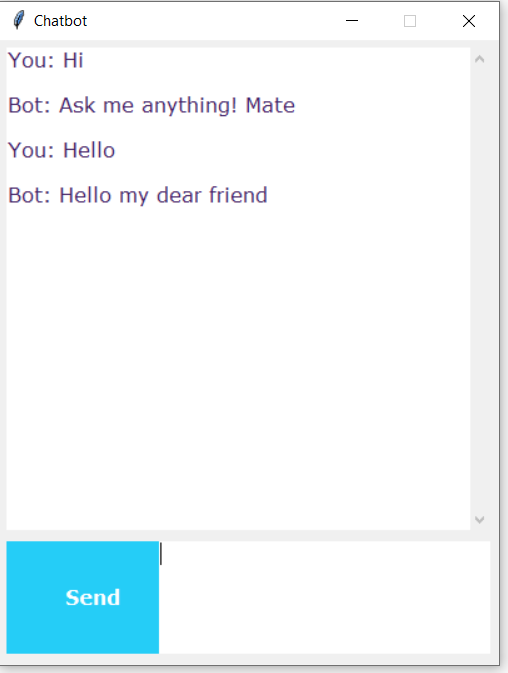 Chatbot
You: Hi
Bot: Ask me anything! Mate
You: Hello
Bot: Hello my dear friend
Send